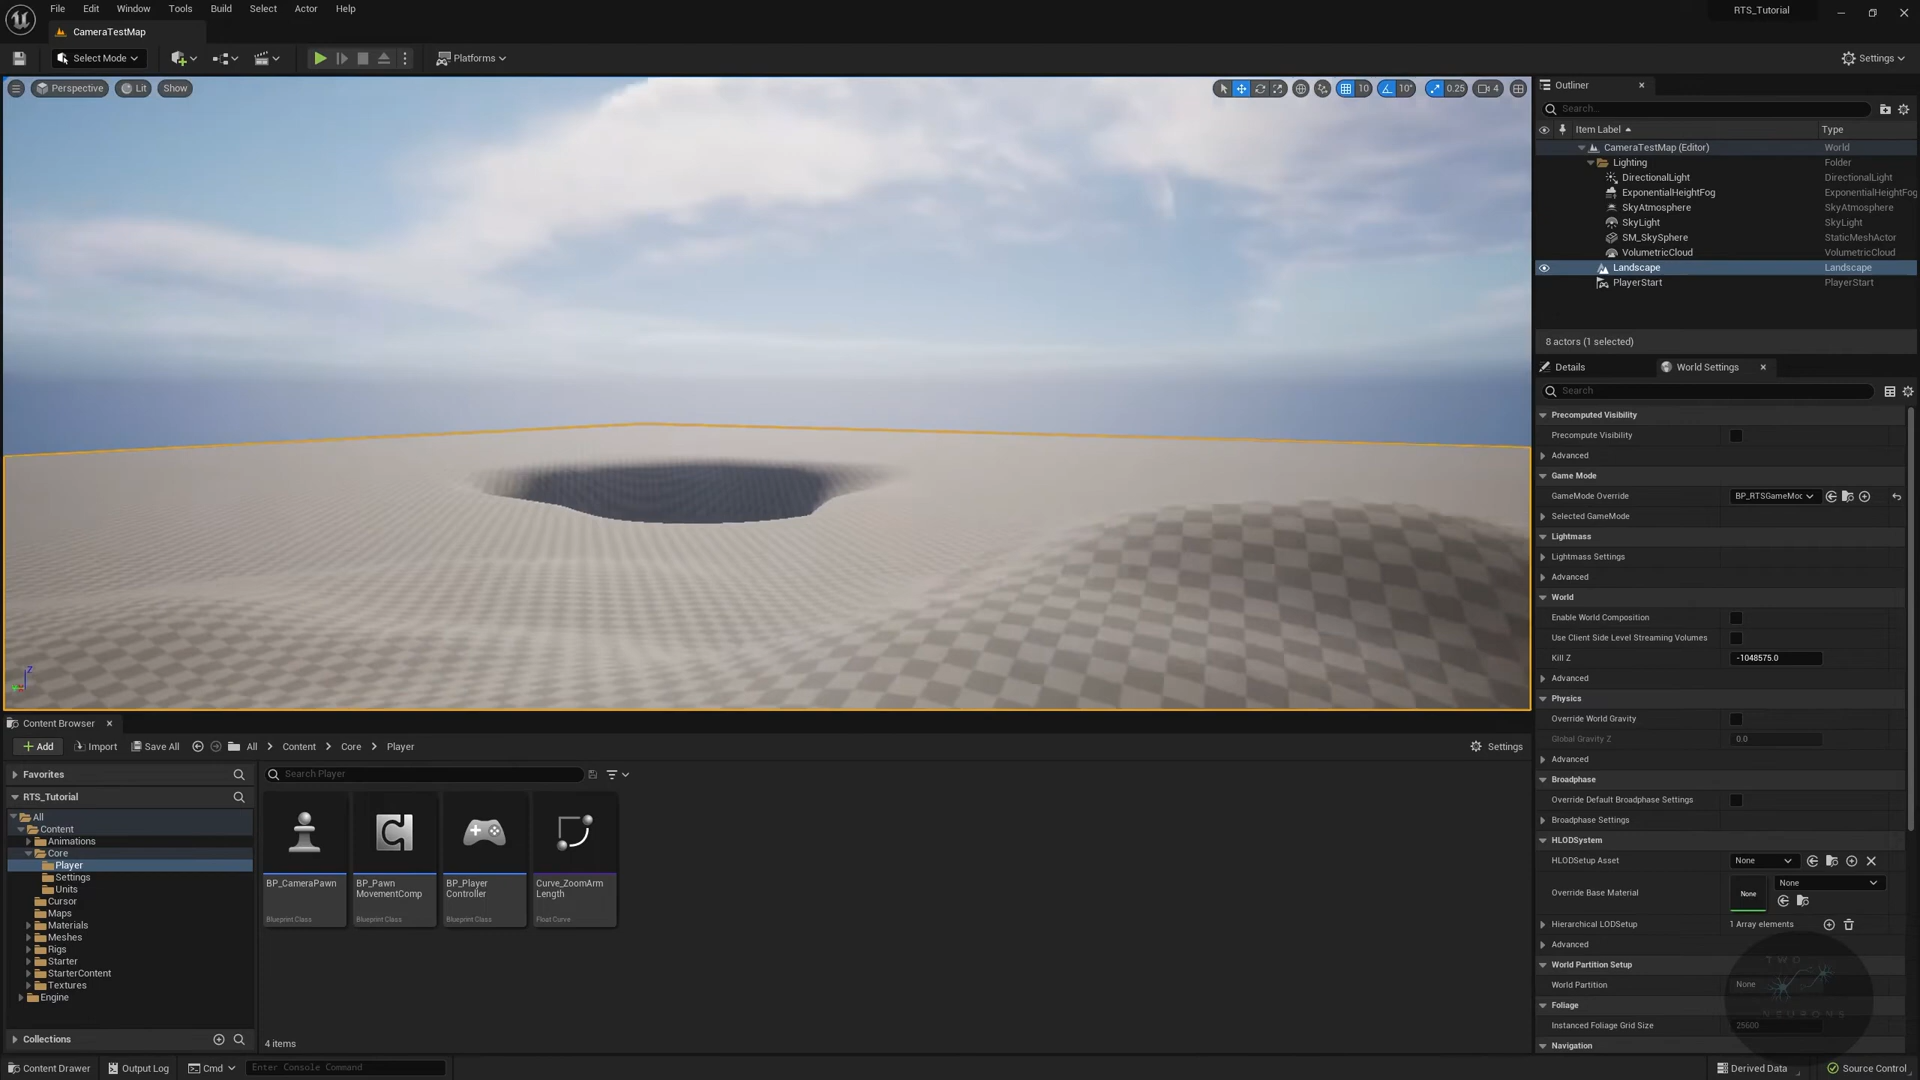 File Edit Window Tools Build Select Actor Help
RTS_Tutorial
CameraTestMap
Select Mode
Platforms
Settings
Perspective Lit Show
10 10° 0.25 4
Outliner
Search...
Item Label Type
CameraTestMap (Editor) World
Lighting Folder
DirectionalLight DirectionalLight
ExponentialHeightFog ExponentialHeightFog
SkyAtmosphere SkyAtmosphere
SkyLight SkyLight
SM_SkySphere StaticMeshActor
VolumetricCloud VolumetricCloud
Landscape Landscape
PlayerStart PlayerStart
8 actors (1 selected)
Details World Settings
Search
Precomputed Visibility
Precompute Visibility
Advanced
Game Mode
GameMode Override BP_RTSGameMod
Selected GameMode
Lightmass
Lightmass Settings
Advanced
World
Enable World Composition
Use Client Side Level Streaming Volumes
Kill Z -1048575.0
Advanced
Physics
Override World Gravity
Global Gravity Z 0.0
Advanced
Broadphase
Override Default Broadphase Settings
Broadphase Settings
HLODSystem
HLODSetup Asset None
Override Base Material None None
Hierarchical LODSetup 1 Array elements
Advanced
World Partition Setup
World Partition None
Foliage
Instanced Foliage Grid Size 25600
Navigation
TWO
NEURONS
Z
Content Browser
Add Import Save All All Content Core Player
Settings
Favorites
Search Player
RTS_Tutorial
All
Content
Animations
Core
Player
Settings
Units
Cursor
Maps
Materials
Meshes
Rigs
Starter
StarterContent
Textures
Engine
Collections
BP_CameraPawn
Blueprint Class
BP_Pawn
MovementComp
Blueprint Class
BP_Player
Controller
Blueprint Class
Curve_ZoomArm
Length
Float Curve
4 items
Content Drawer Output Log Cmd Enter Console Command
Derived Data Source Control